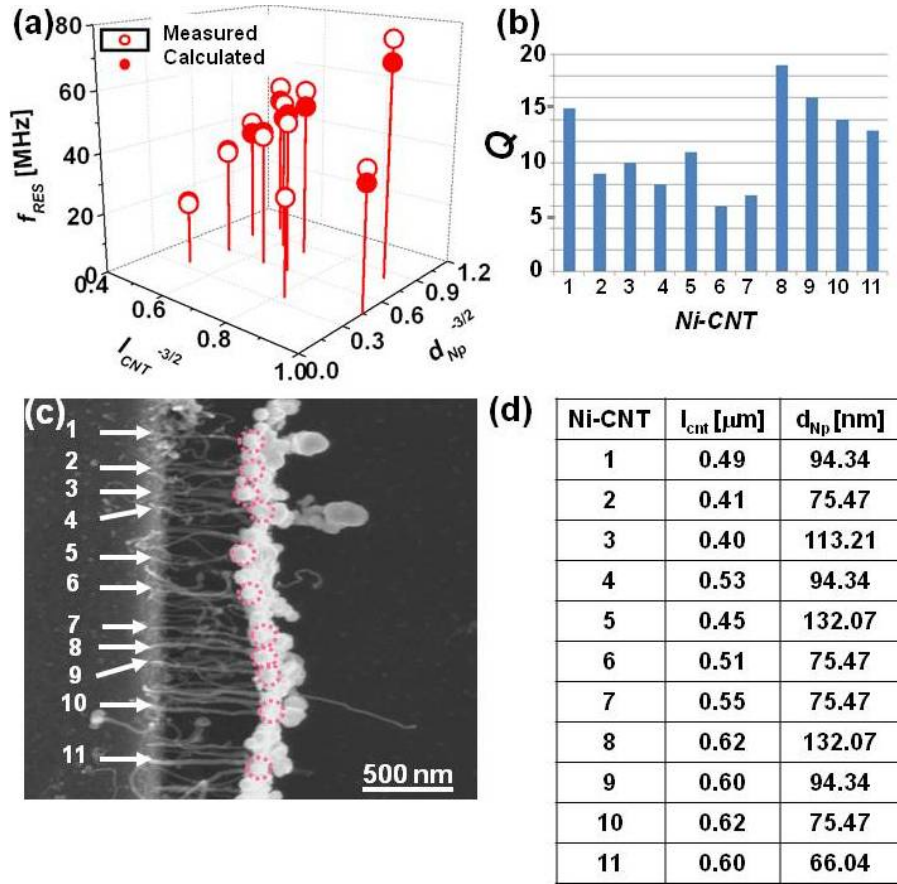 (a)
Measured
Calculated
80
60
40
20
0
f_RES [MHz]
0.4
0.6
0.8
1.0
l_CNT^-3/2
0.0
0.3
0.6
0.9
1.2
d_Np^-3/2
(b)
20
15
10
5
0
Q
1 2 3 4 5 6 7 8 9 10 11
Ni-CNT
(c)
1
2
3
4
5
6
7
8
9
10
11
500 nm
(d)
Ni-CNT l_cnt [μm] d_Np [nm]
1 0.49 94.34
2 0.41 75.47
3 0.40 113.21
4 0.53 94.34
5 0.45 132.07
6 0.51 75.47
7 0.55 75.47
8 0.62 132.07
9 0.60 94.34
10 0.62 75.47
11 0.60 66.04